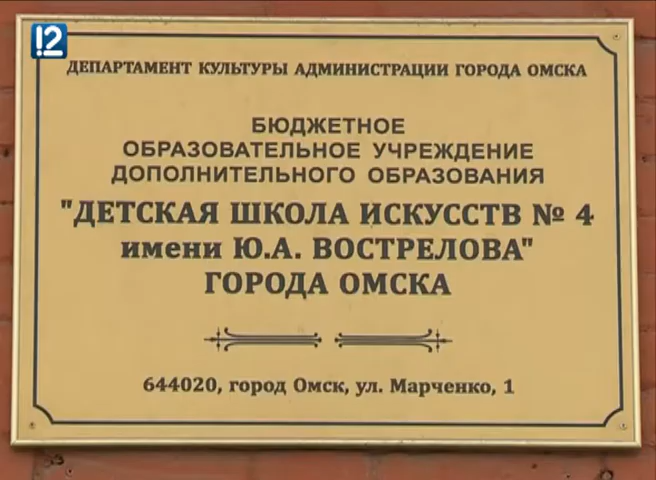 12
ДЕПАРТАМЕНТ КУЛЬТУРЫ АДМИНИСТРАЦИИ ГОРОДА ОМСКА
БЮДЖЕТНОЕ
ОБРАЗОВАТЕЛЬНОЕ УЧРЕЖДЕНИЕ
ДОПОЛНИТЕЛЬНОГО ОБРАЗОВАНИЯ
"ДЕТСКАЯ ШКОЛА ИСКУССТВ № 4
имени Ю.А. ВОСТРЕЛОВА"
ГОРОДА ОМСКА
644020, город Омск, ул. Марченко, 1